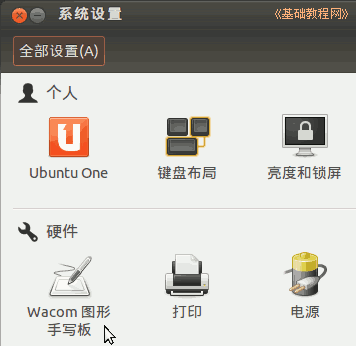 系统设置
《基础教程网》
全部设置(A)
个人
Ubuntu One
键盘布局
亮度和锁屏
硬件
Wacom 图形
手写板
打印
电源